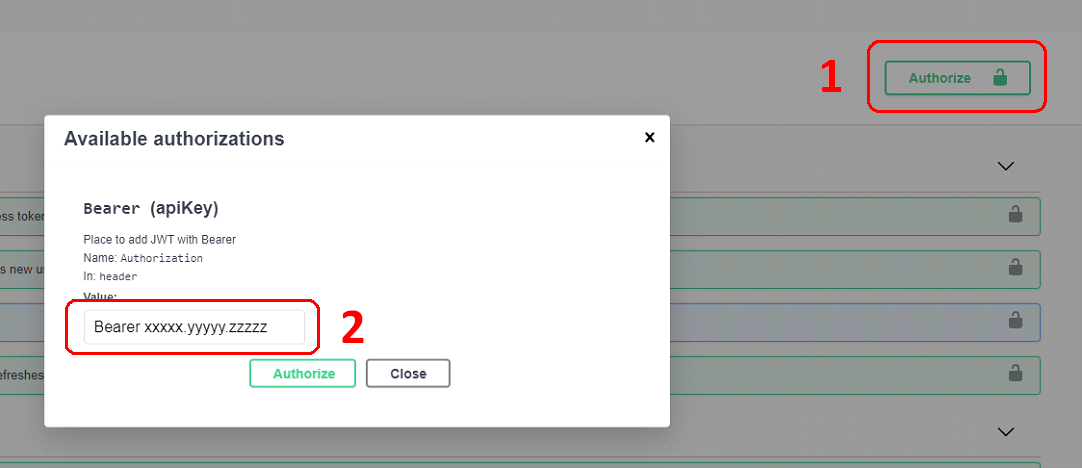 1
Authorize
Available authorizations
×
Bearer (apiKey)
Place to add JWT with Bearer
Name: Authorization
In: header
Value:
Bearer xxxxx.yyyyy.zzzzz
2
Authorize
Close
ess token
s new us
efreshes